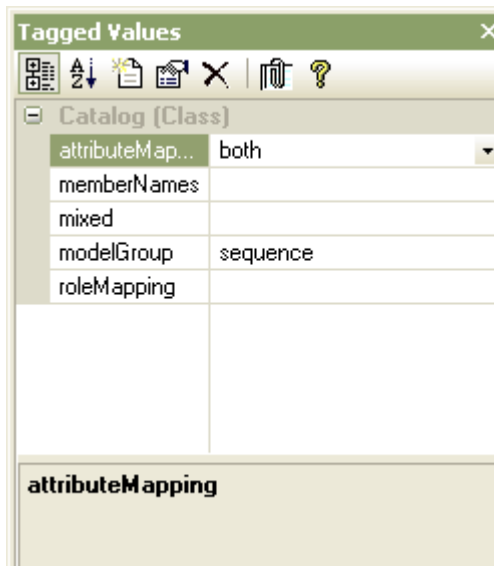 Tagged Values
Catalog (Class)
attributeMap... both
memberNames
mixed
modelGroup sequence
roleMapping
attributeMapping